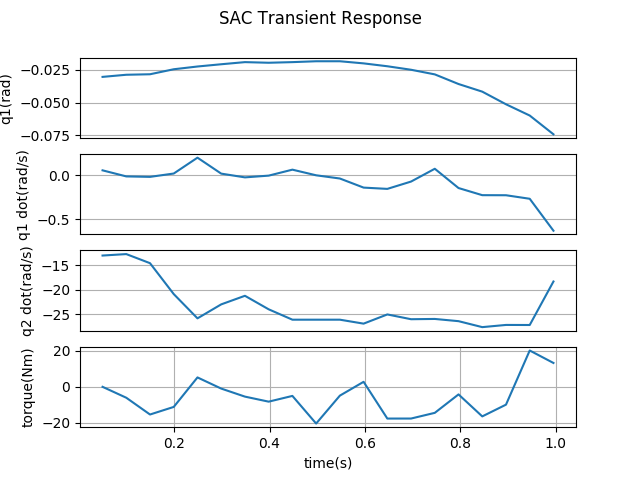 SAC Transient Response
−0.025
−0.050
−0.075
q1(rad)
0.0
−0.5
q1 dot(rad/s)
−15
−20
−25
q2 dot(rad/s)
20
0
−20
torque(Nm)
0.2 0.4 0.6 0.8 1.0
time(s)